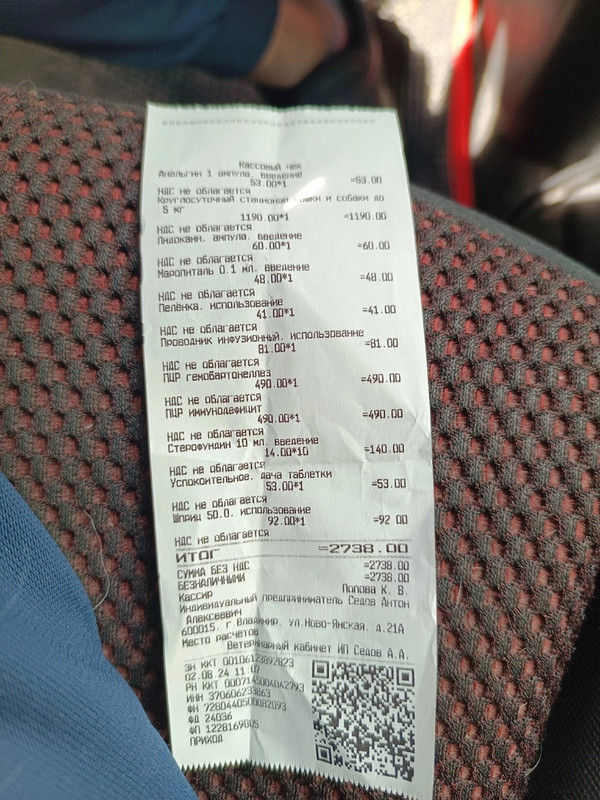 Кассовый чек
Анальгин 1 ампула, введение
53.00*1 =53.00
НДС не облагается
Круглосуточный стационар кошки и собаки до
5 кг
1190.00*1 =1190.00
НДС не облагается
Лидокаин. ампула. введение
60.00*1 =60.00
НДС не облагается
Маропиталь 0.1 мл. введение
48.00*1 =48.00
НДС не облагается
Пелёнка. использование
41.00*1 =41.00
НДС не облагается
Проводник инфузионный. использование
81.00*1 =81.00
НДС не облагается
ПЦР гемобартонеллез
490.00*1 =490.00
НДС не облагается
ПЦР иммунодефицит
490.00*1 =490.00
НДС не облагается
Стерофундин 10 мл. введение
14.00*10 =140.00
НДС не облагается
Успокоительное. дача таблетки
53.00*1 =53.00
НДС не облагается
Шприц 50.0. использование
92.00*1 =92.00
НДС не облагается
ИТОГ =2738.00
СУММА БЕЗ НДС =2738.00
БЕЗНАЛИЧНЫМИ =2738.00
Кассир Попова К. В.
Индивидуальный предприниматель Седов Антон
Алексеевич
600015. г.Владимир. ул.Ново-Янская. д.21А
Место расчетов
Ветеринарный кабинет ИП Седов А.А.
ЗН ККТ 00106123892823
02.08.24 11:07
РН ККТ 0007145004042793
ИНН 370606233863
ФН 7280440500082093
ФД 24036
ФП 1228169805
ПРИХОД